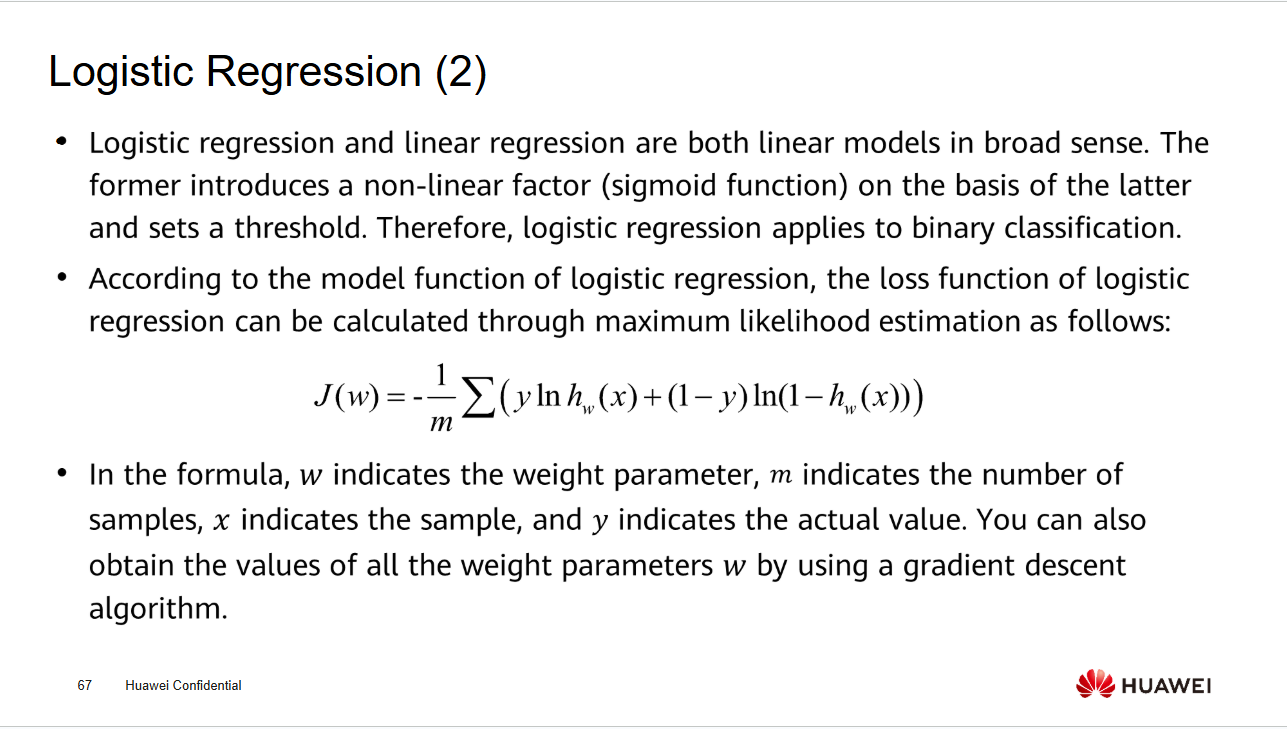 Logistic Regression (2)
• Logistic regression and linear regression are both linear models in broad sense. The
former introduces a non-linear factor (sigmoid function) on the basis of the latter
and sets a threshold. Therefore, logistic regression applies to binary classification.
• According to the model function of logistic regression, the loss function of logistic
regression can be calculated through maximum likelihood estimation as follows:
J(w) = -\frac{1}{m} ∑(y ln h_w(x) + (1 − y) ln(1 − h_w(x)))
• In the formula, w indicates the weight parameter, m indicates the number of
samples, x indicates the sample, and y indicates the actual value. You can also
obtain the values of all the weight parameters w by using a gradient descent
algorithm.
67 Huawei Confidential
HUAWEI